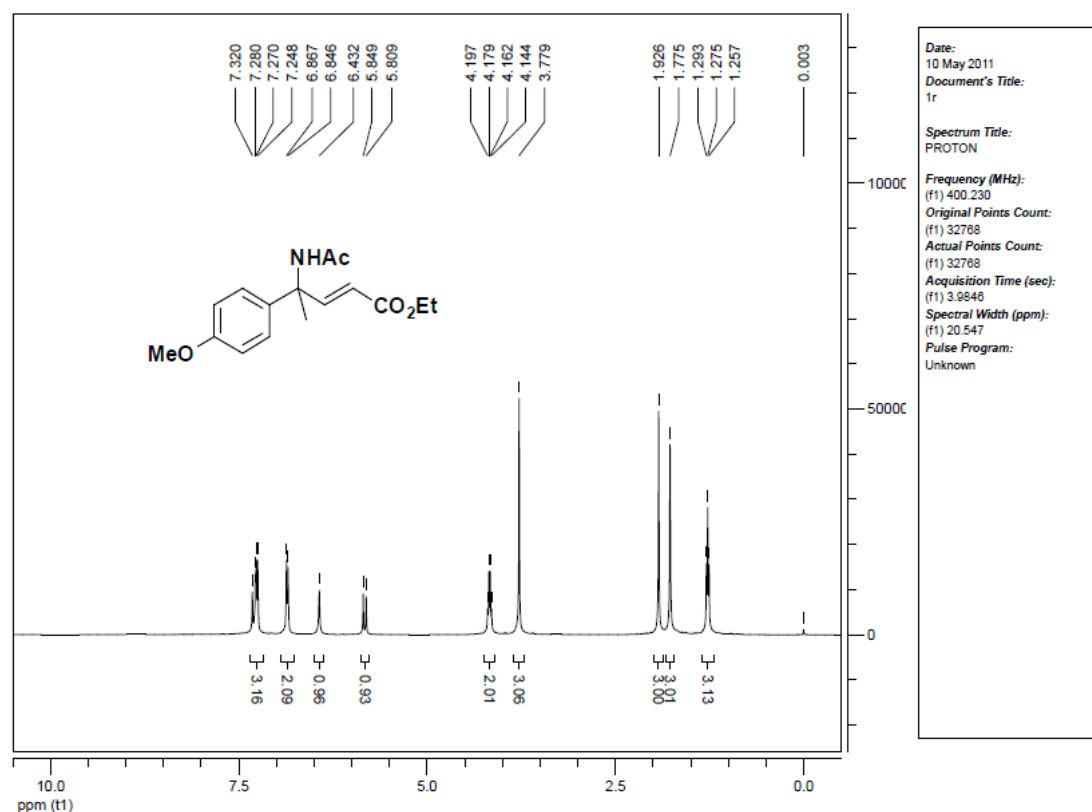 7.320
7.280
7.270
7.248
6.867
6.846
6.432
5.849
5.809
4.197
4.179
4.162
4.144
3.779
1.926
1.775
1.293
1.275
1.257
0.003
Date:
10 May 2011
Document's Title:
1r
Spectrum Title:
PROTON
Frequency (MHz):
(f1) 400.230
Original Points Count:
(f1) 32768
Actual Points Count:
(f1) 32768
Acquisition Time (sec):
(f1) 3.9846
Spectral Width (ppm):
(f1) 20.547
Pulse Program:
Unknown
10000
50000
0
NHAc
CO2Et
MeO
3.16
2.09
0.96
0.93
2.01
3.06
3.00
3.01
3.13
10.0 7.5 5.0 2.5 0.0
ppm (t1)